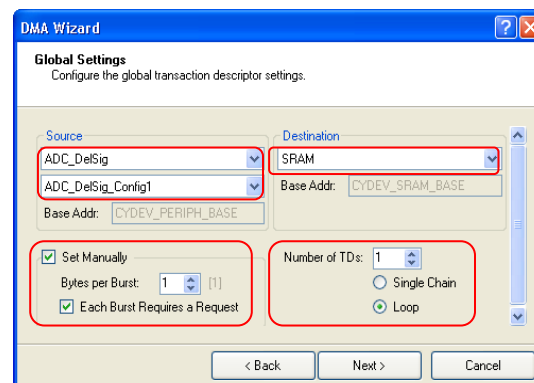 DMA Wizard
Global Settings
Configure the global transaction descriptor settings.
Source
ADC_DelSig
ADC_DelSig_Config1
Base Addr: CYDEV_PERIPH_BASE
Destination
SRAM
Base Addr: CYDEV_SRAM_BASE
Set Manually
Bytes per Burst: 1 [1]
Each Burst Requires a Request
Number of TDs: 1
Single Chain
Loop
< Back
Next >
Cancel